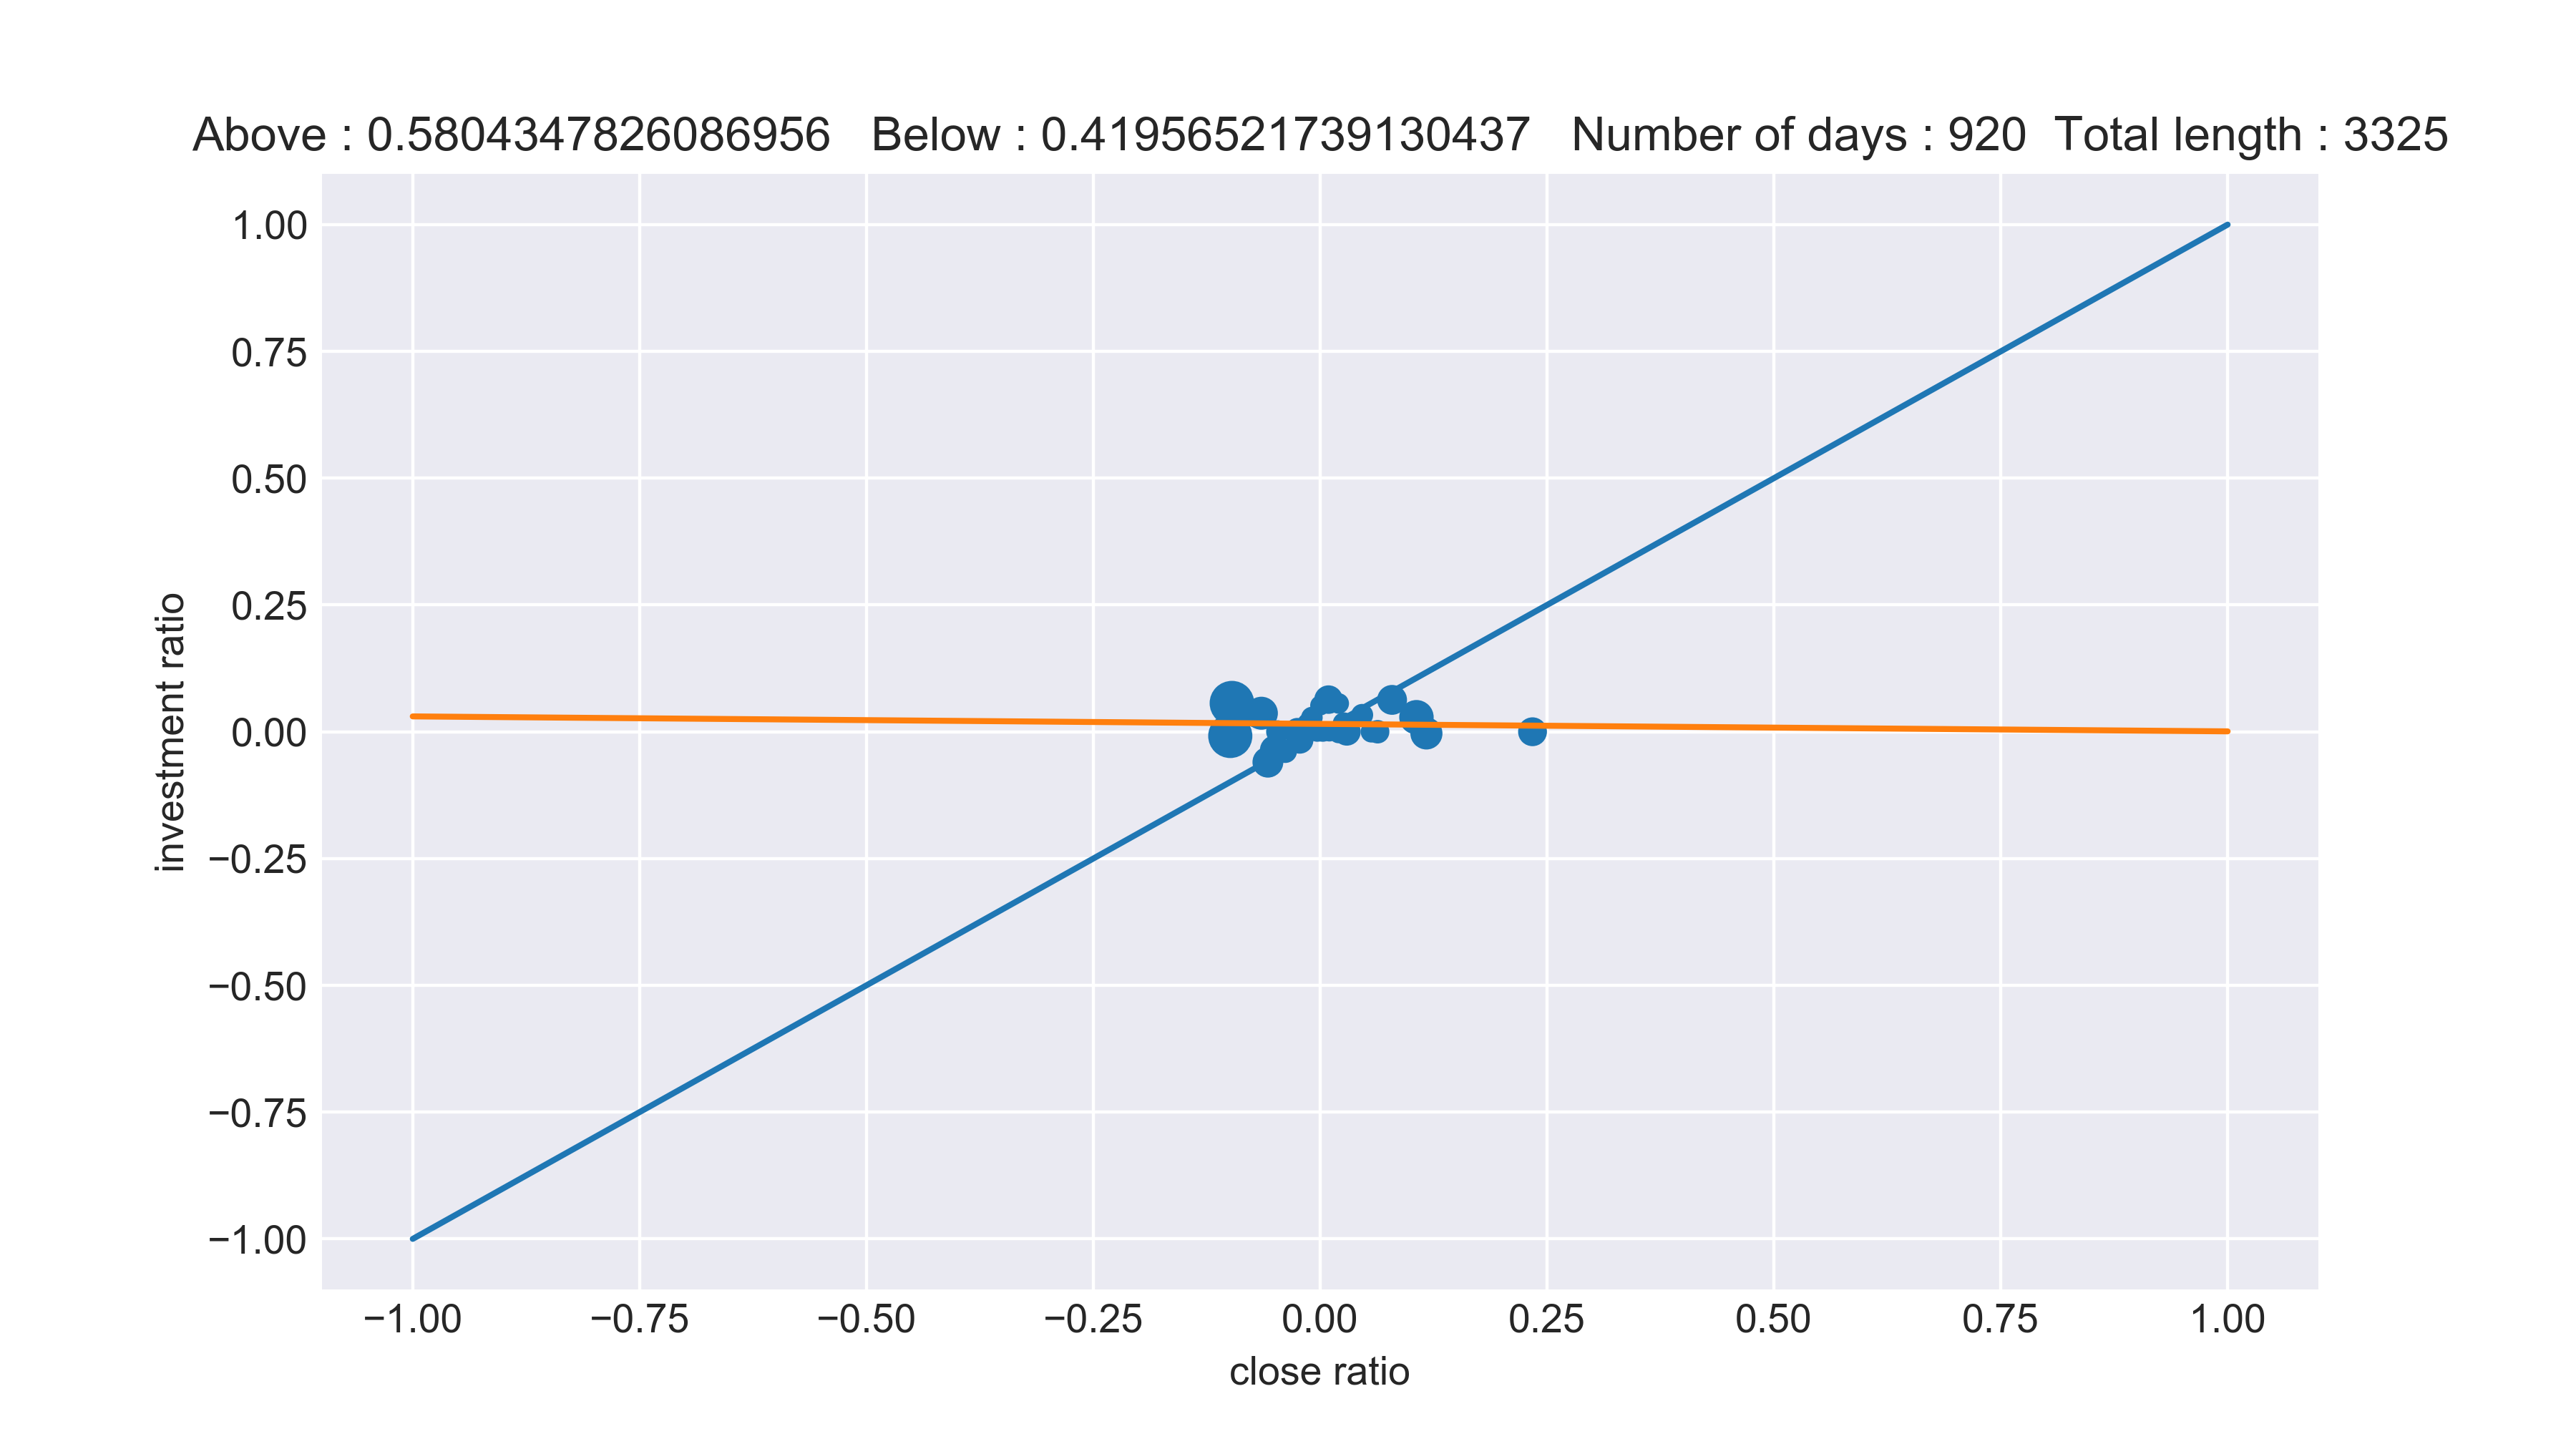 Above : 0.5804347826086956   Below : 0.41956521739130437   Number of days : 920  Total length : 3325
1.00
0.75
0.50
0.25
0.00
−0.25
−0.50
−0.75
−1.00
investment ratio
−1.00 −0.75 −0.50 −0.25 0.00 0.25 0.50 0.75 1.00
close ratio